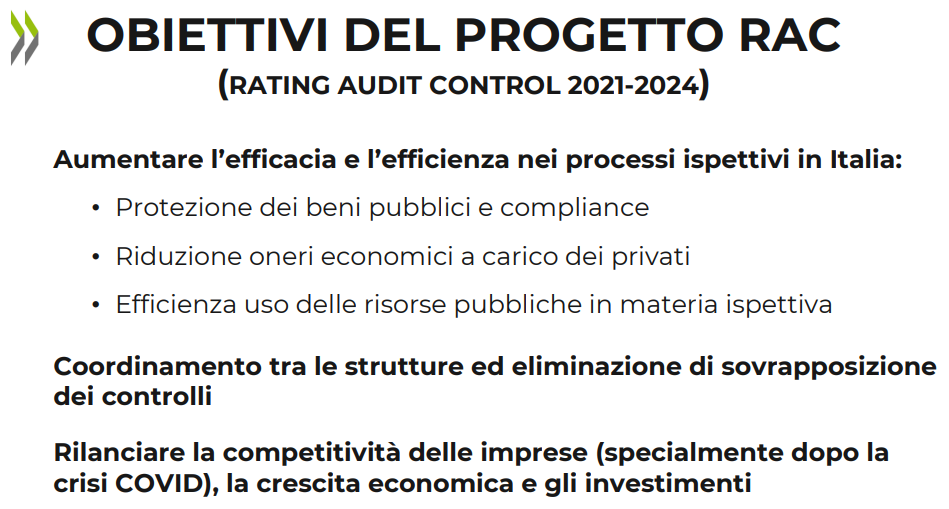 OBIETTIVI DEL PROGETTO RAC
(RATING AUDIT CONTROL 2021-2024)
Aumentare l’efficacia e l’efficienza nei processi ispettivi in Italia:
• Protezione dei beni pubblici e compliance
• Riduzione oneri economici a carico dei privati
• Efficienza uso delle risorse pubbliche in materia ispettiva
Coordinamento tra le strutture ed eliminazione di sovrapposizione
dei controlli
Rilanciare la competitività delle imprese (specialmente dopo la
crisi COVID), la crescita economica e gli investimenti